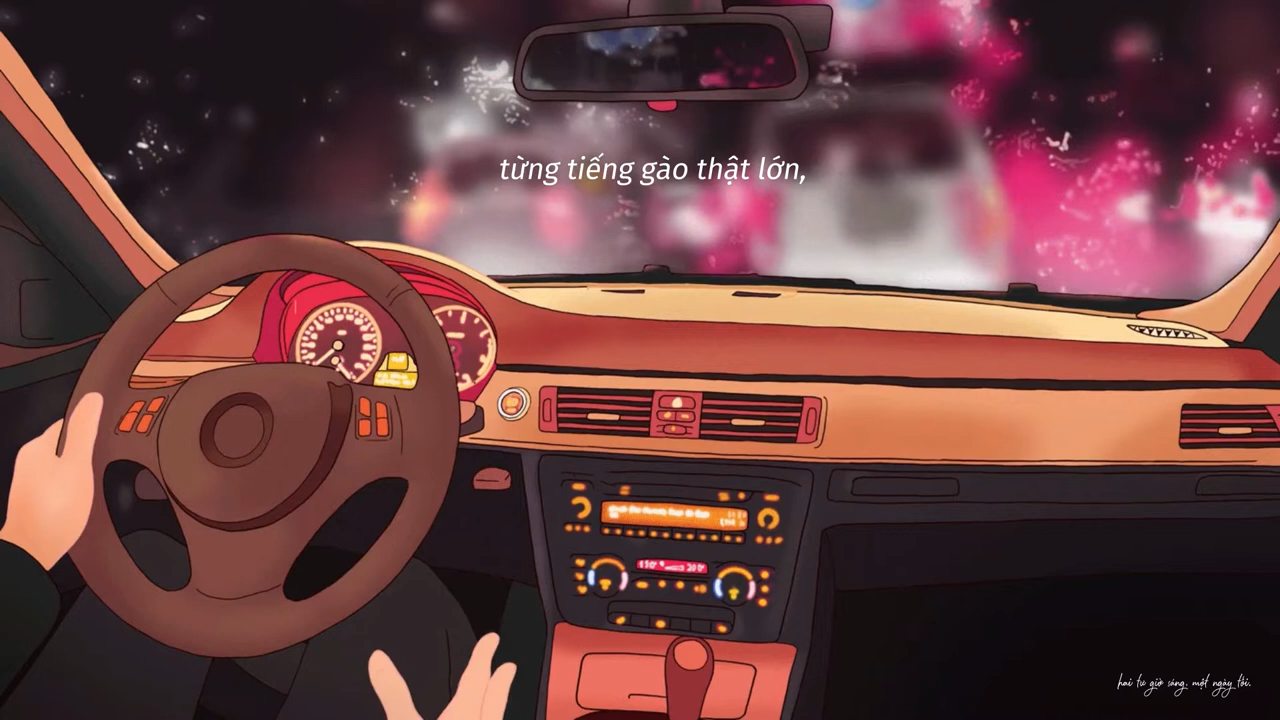 từng tiếng gào thật lớn,
hai tư giờ sáng. một ngày tồi.